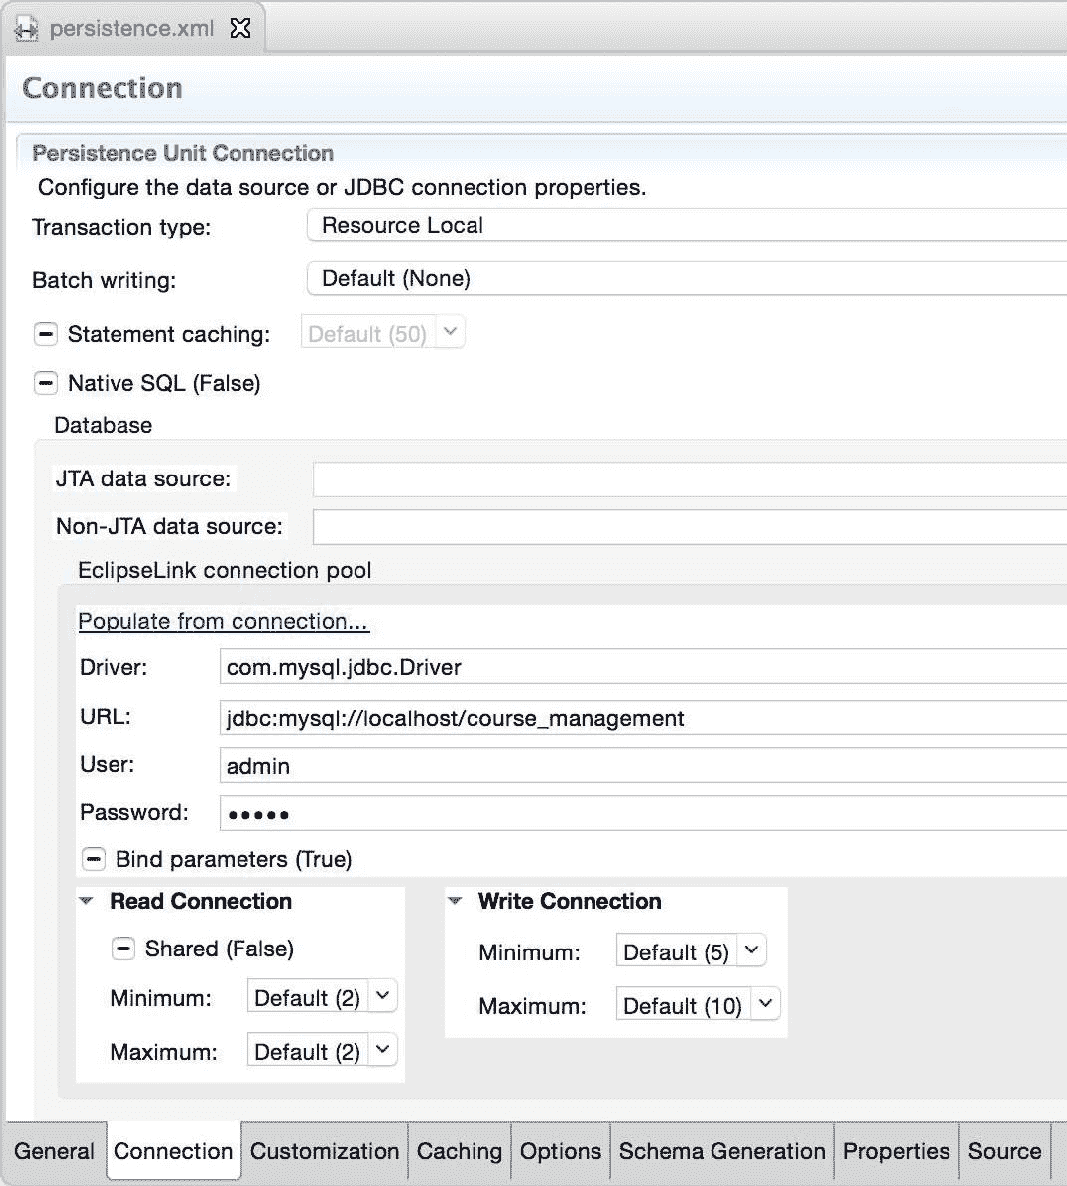 persistence.xml
Connection
Persistence Unit Connection
Configure the data source or JDBC connection properties.
Transaction type: Resource Local
Batch writing: Default (None)
Statement caching: Default (50)
Native SQL (False)
Database
JTA data source:
Non-JTA data source:
EclipseLink connection pool
Populate from connection...
Driver: com.mysql.jdbc.Driver
URL: jdbc:mysql://localhost/course_management
User: admin
Password: •••••
Bind parameters (True)
Read Connection
Shared (False)
Minimum: Default (2)
Maximum: Default (2)
Write Connection
Minimum: Default (5)
Maximum: Default (10)
General Connection Customization Caching Options Schema Generation Properties Source